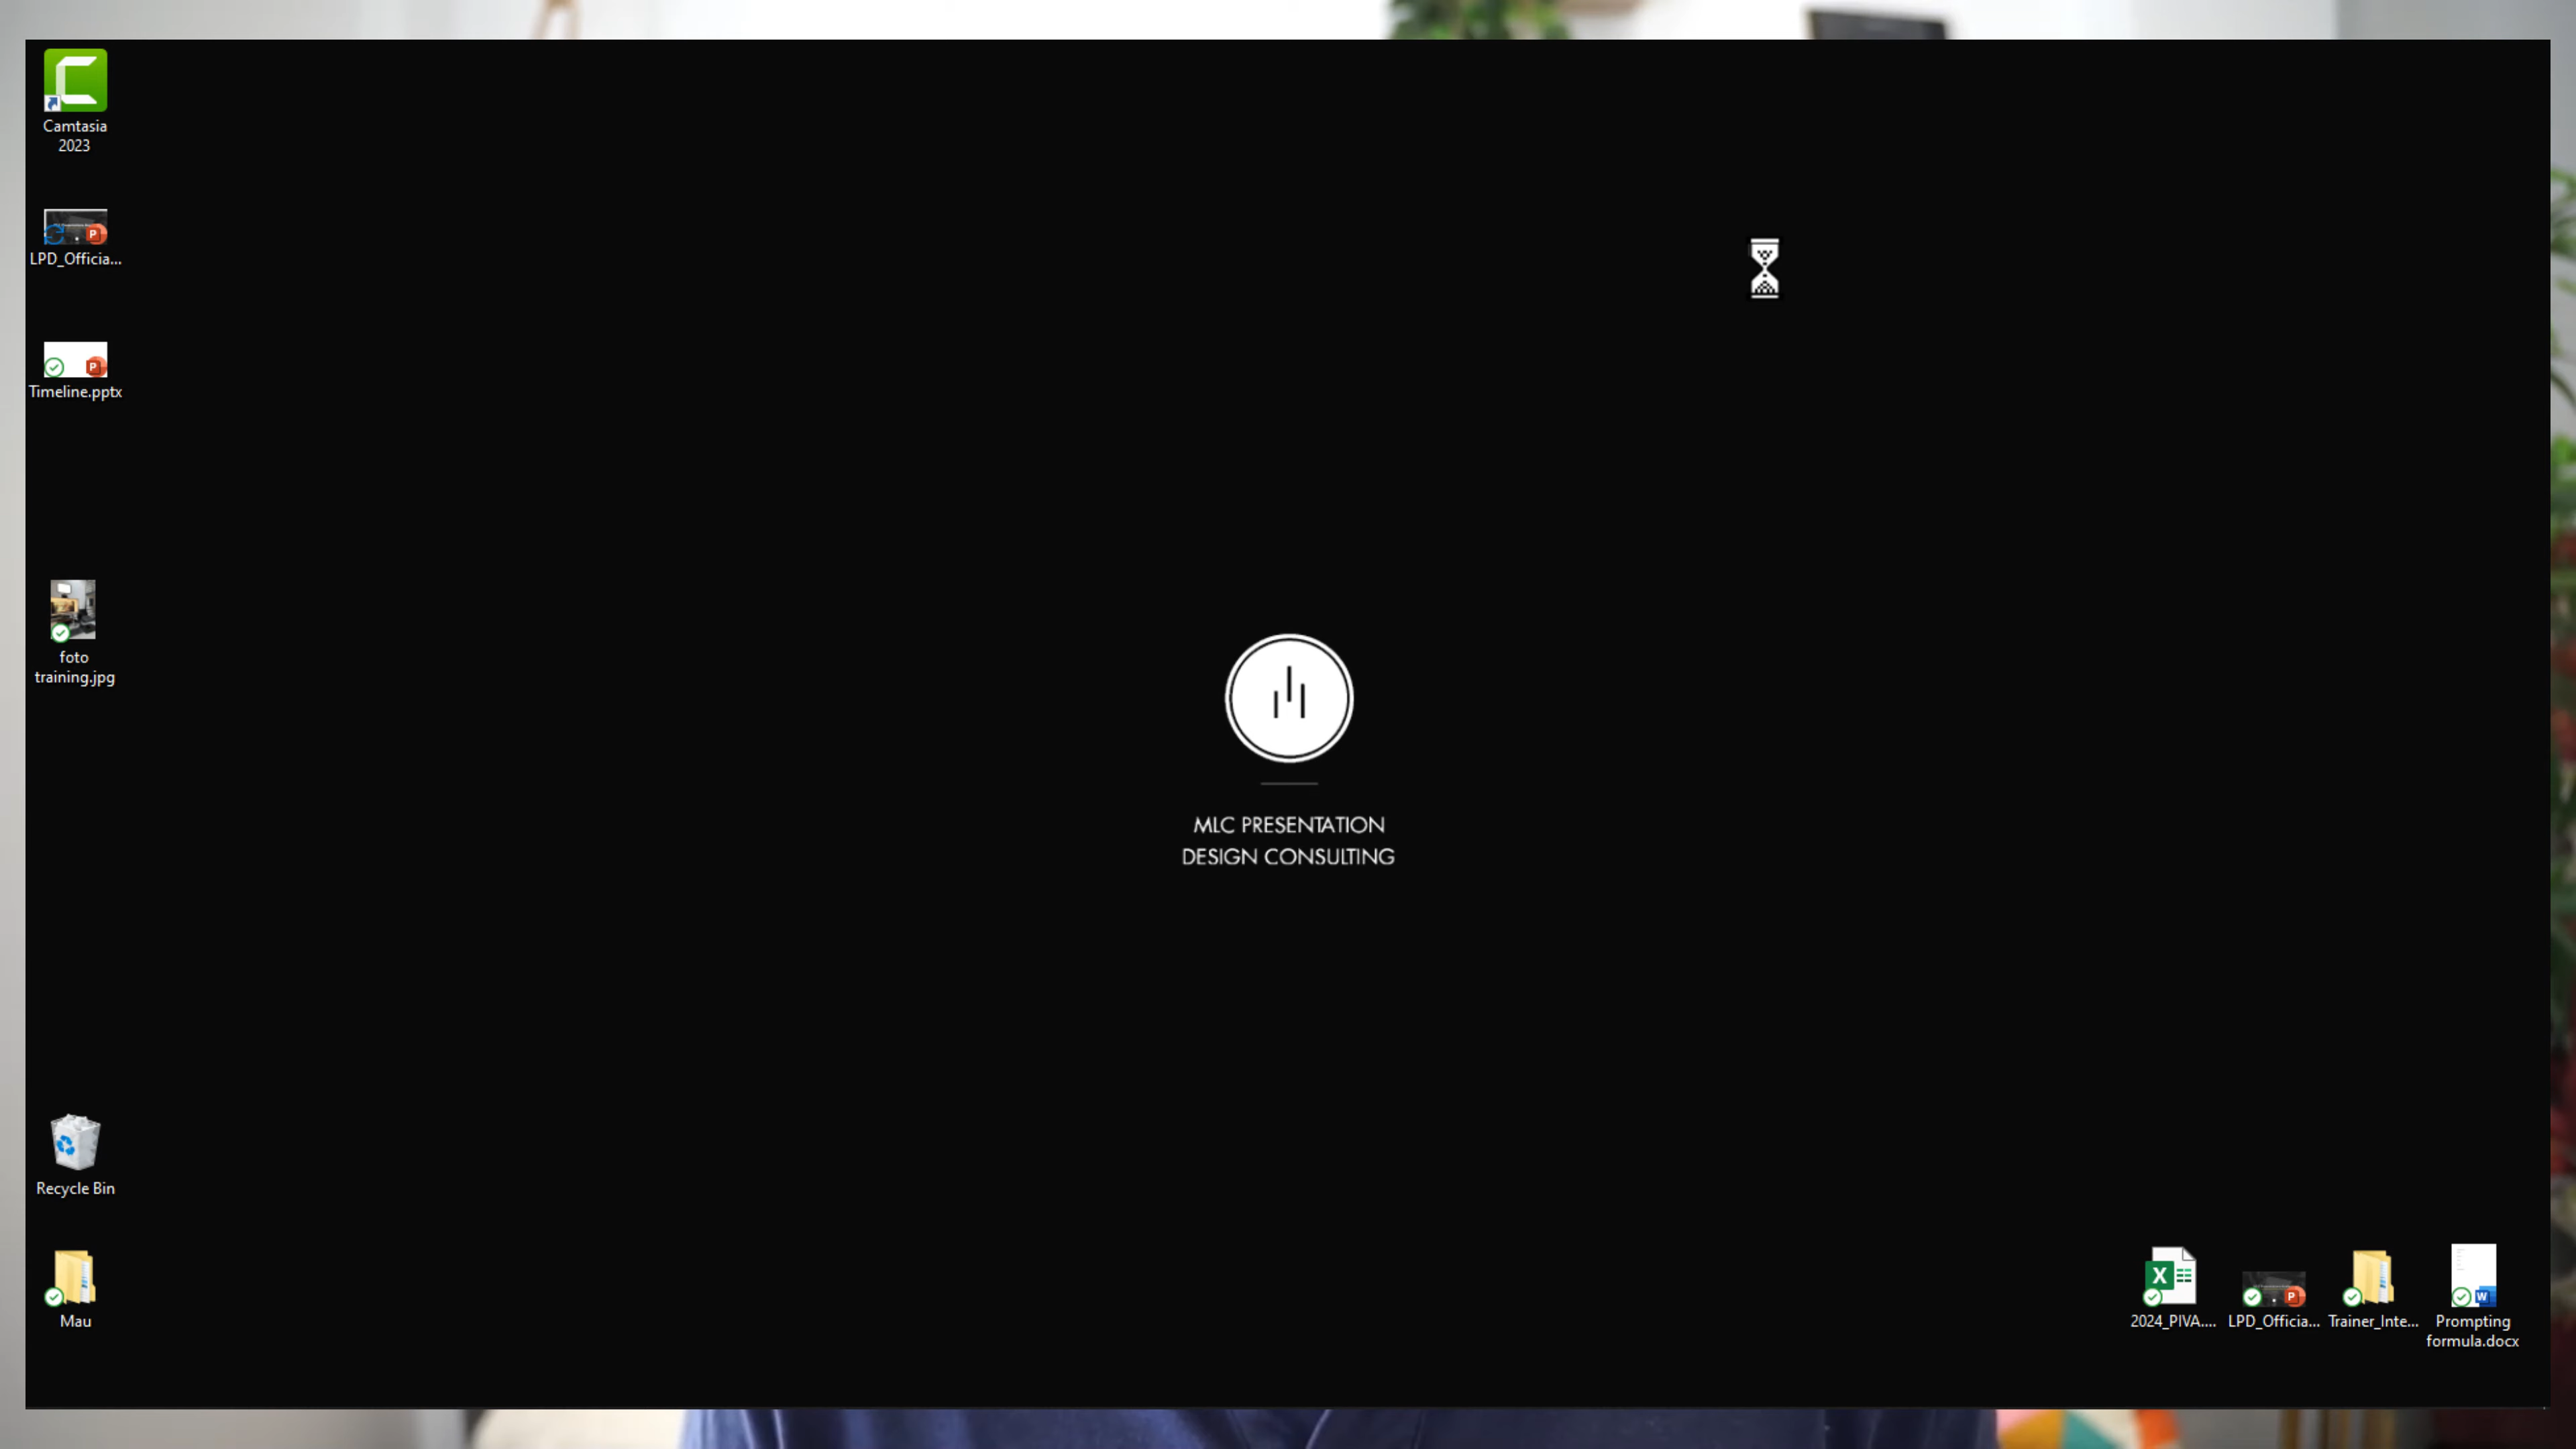 Camtasia
2023
LPD_Officia...
Timeline.pptx
foto
training.jpg
MLC PRESENTATION
DESIGN CONSULTING
Recycle Bin
Mau
2024_PIVA....
LPD_Officia...
Trainer_Inte...
Prompting
formula.docx